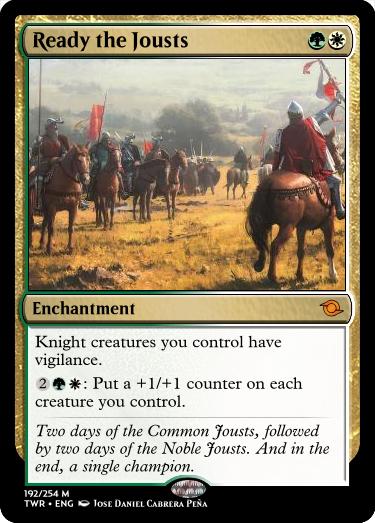 Ready the Jousts
Enchantment
Knight creatures you control have
vigilance.
2: Put a +1/+1 counter on each
creature you control.
Two days of the Common Jousts, followed
by two days of the Noble Jousts. And in the
end, a single champion.
192/254 M
TWR • ENG Jose Daniel Cabrera Peña